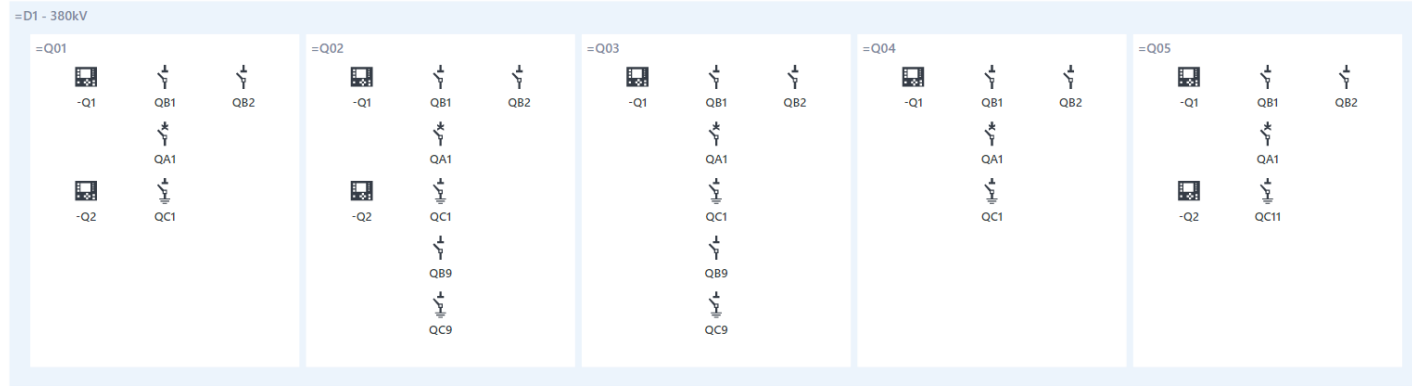 =D1 - 380kV
=Q01
-Q1 QB1 QB2
QA1
-Q2 QC1
=Q02
-Q1 QB1 QB2
QA1
-Q2 QC1
QB9
QC9
=Q03
-Q1 QB1 QB2
QA1
QC1
QB9
QC9
=Q04
-Q1 QB1 QB2
QA1
QC1
=Q05
-Q1 QB1 QB2
QA1
-Q2 QC11